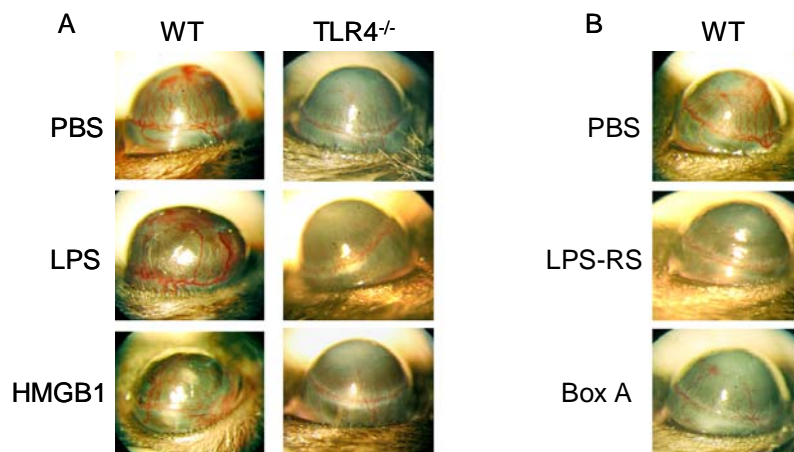 A
WT
TLR4-/-
PBS
LPS
HMGB1
B
WT
PBS
LPS-RS
Box A